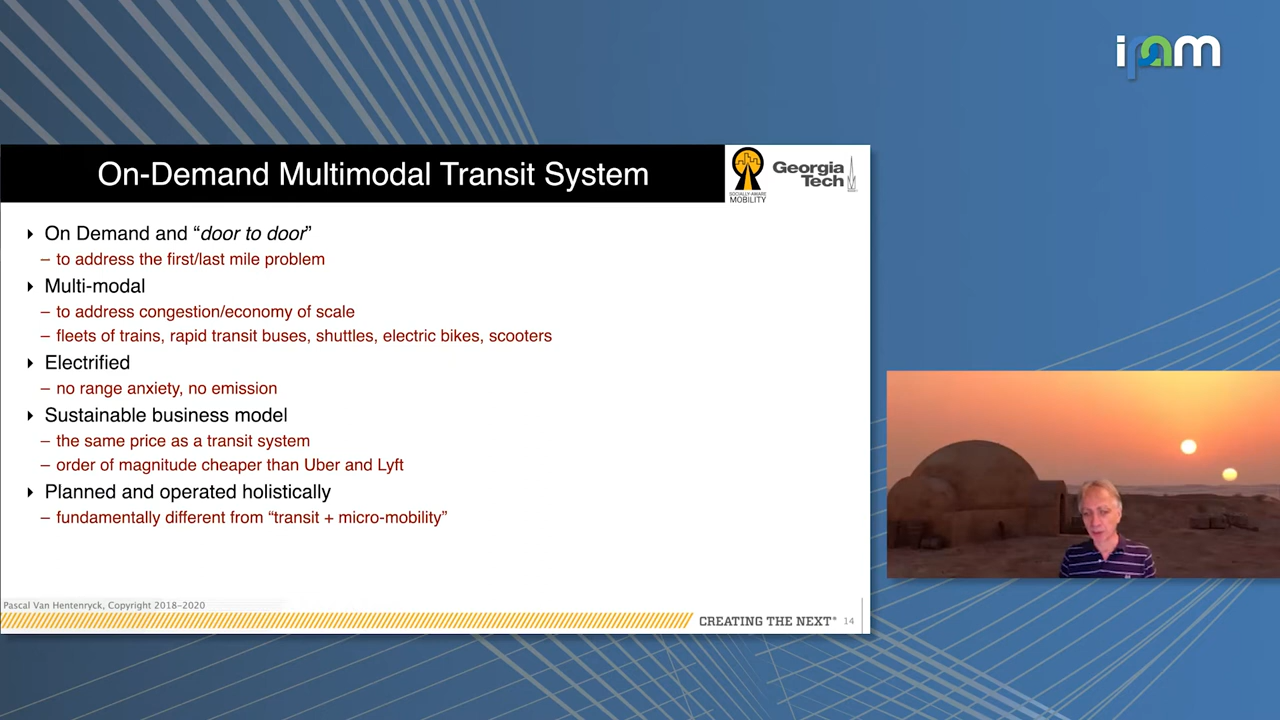 ipam
On-Demand Multimodal Transit System
SOCIALLY-AWARE
MOBILITY
Georgia
Tech
On Demand and “door to door”
– to address the first/last mile problem
Multi-modal
– to address congestion/economy of scale
– fleets of trains, rapid transit buses, shuttles, electric bikes, scooters
Electrified
– no range anxiety, no emission
Sustainable business model
– the same price as a transit system
– order of magnitude cheaper than Uber and Lyft
Planned and operated holistically
– fundamentally different from “transit + micro-mobility”
Pascal Van Hentenryck, Copyright 2018-2020
CREATING THE NEXT® 14